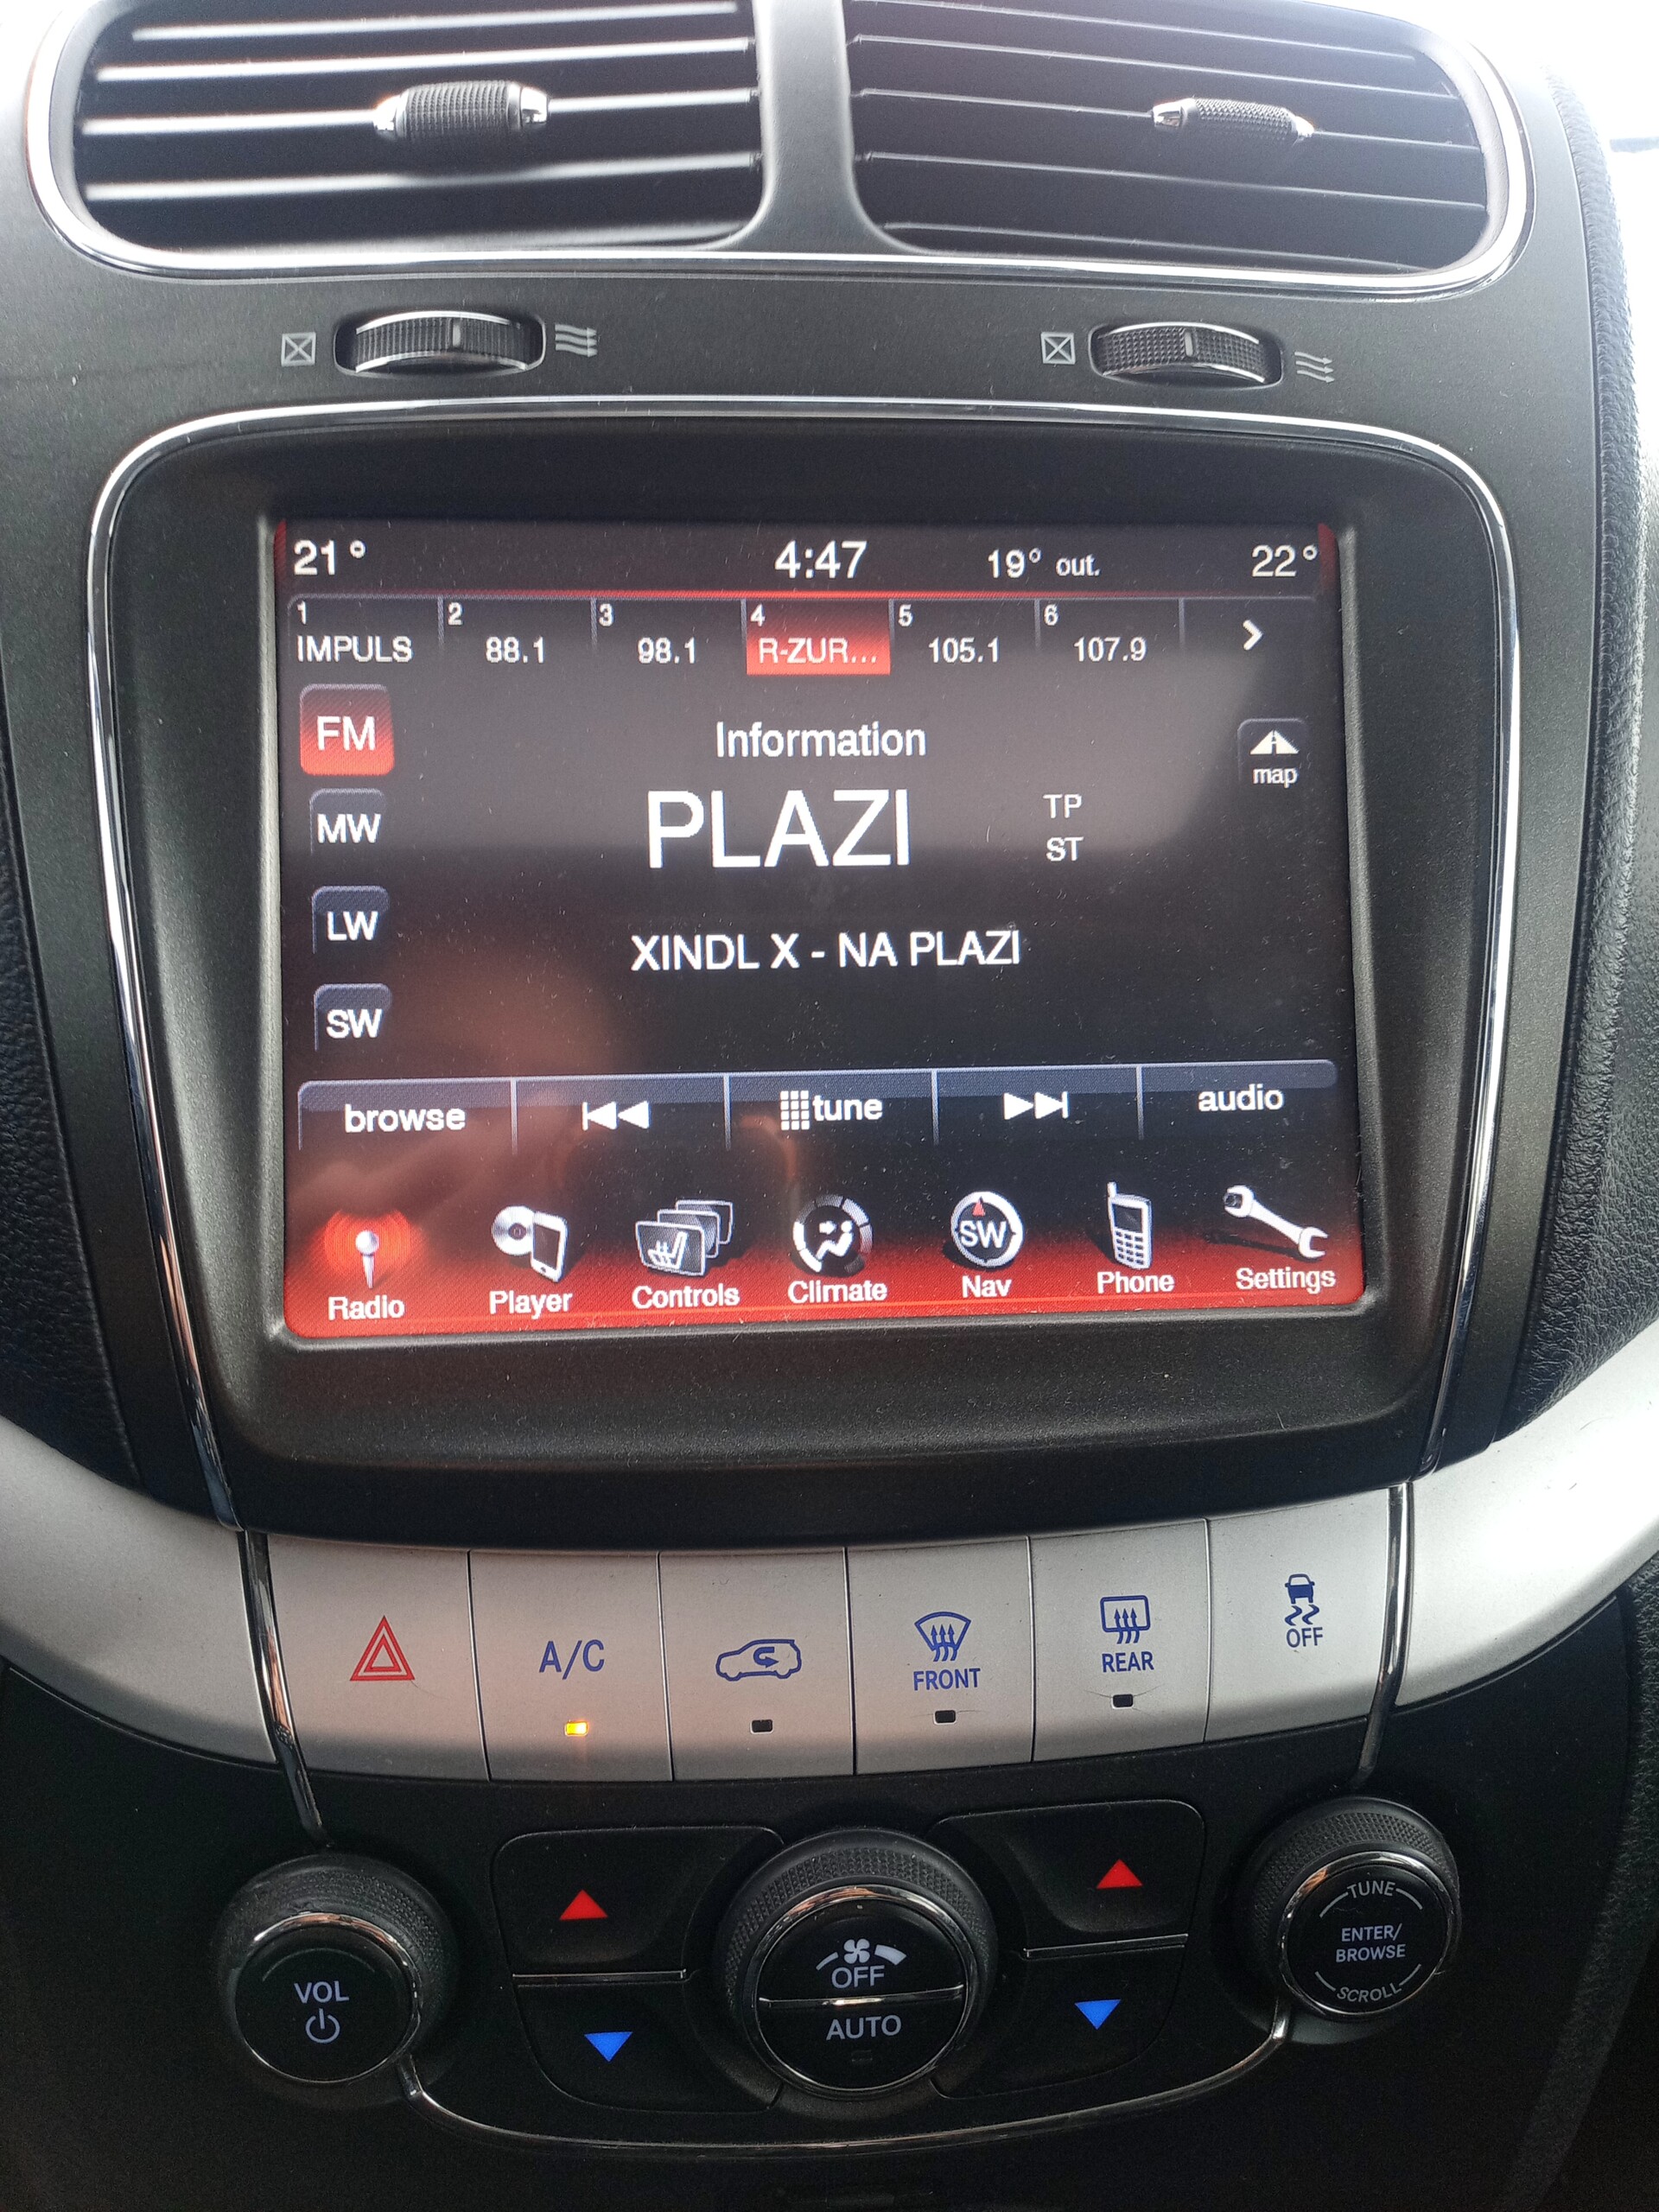 21° 4:47 19° out. 22°
1 2 3 4 5 6
IMPULS 88.1 98.1 R-ZUR... 105.1 107.9
FM
Information
map
PLAZI
TP
MW
ST
LW
XINDL X - NA PLAZI
SW
browse tune audio
SW
Radio Player Controls Climate Nav Phone Settings
A/C FRONT REAR OFF
TUNE
ENTER/
BROWSE
SCROLL
OFF
AUTO
VOL